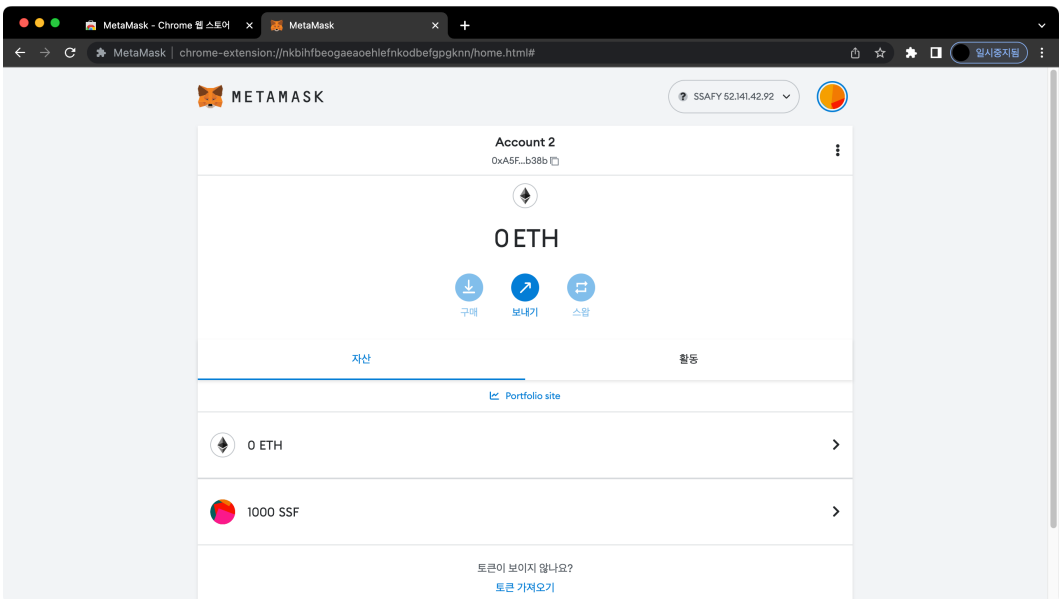 MetaMask - Chrome 웹 스토어
MetaMask
MetaMask | chrome-extension://nkbihfbeogaeaoehlefnkodbefgpgknn/home.html#
일시중지됨
METAMASK
SSAFY 52.141.42.92
Account 2
0xA5F...b38b
0 ETH
구매
보내기
스왑
자산
활동
Portfolio site
0 ETH
1000 SSF
토큰이 보이지 않나요?
토큰 가져오기